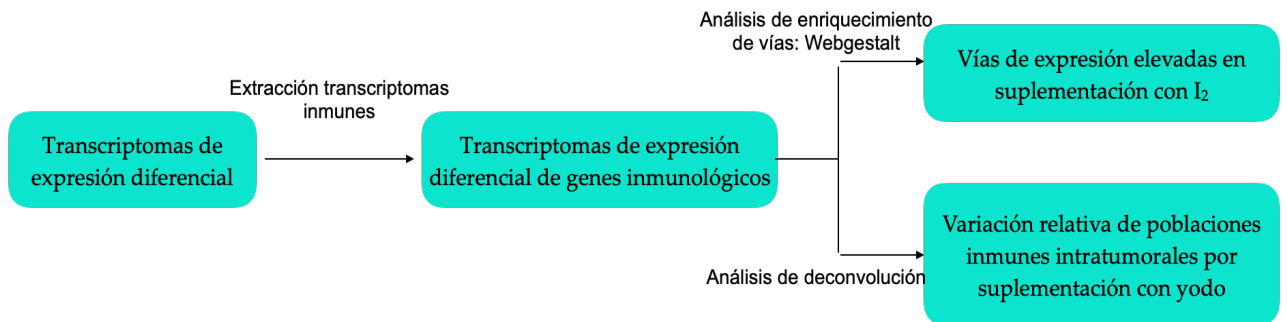 Transcriptomas de
expresión diferencial
Extracción transcriptomas
inmunes
Transcriptomas de expresión
diferencial de genes inmunológicos
Análisis de enriquecimiento
de vías: Webgestalt
Vías de expresión elevadas en
suplementación con I₂
Análisis de deconvolución
Variación relativa de poblaciones
inmunes intratumorales por
suplementación con yodo